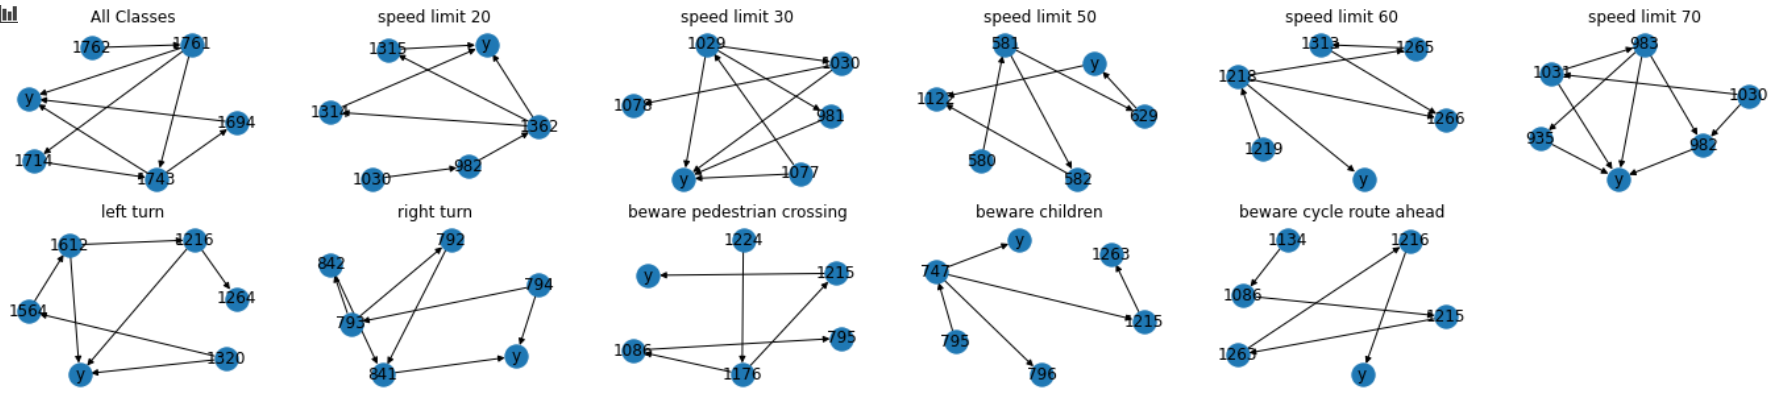 All Classes
speed limit 20
speed limit 30
speed limit 50
speed limit 60
speed limit 70
1762
1761
y
1694
1714
1743
1315
y
1314
1362
982
1030
1029
1030
1078
981
1077
y
581
y
1122
629
580
582
1313
1265
1218
1266
1219
y
983
1031
1030
935
982
y
left turn
right turn
beware pedestrian crossing
beware children
beware cycle route ahead
1612
1216
1264
1564
1320
y
792
842
794
793
y
841
1224
y
1215
795
1086
1176
y
1263
747
1215
795
796
1134
1216
1086
1215
1263
y